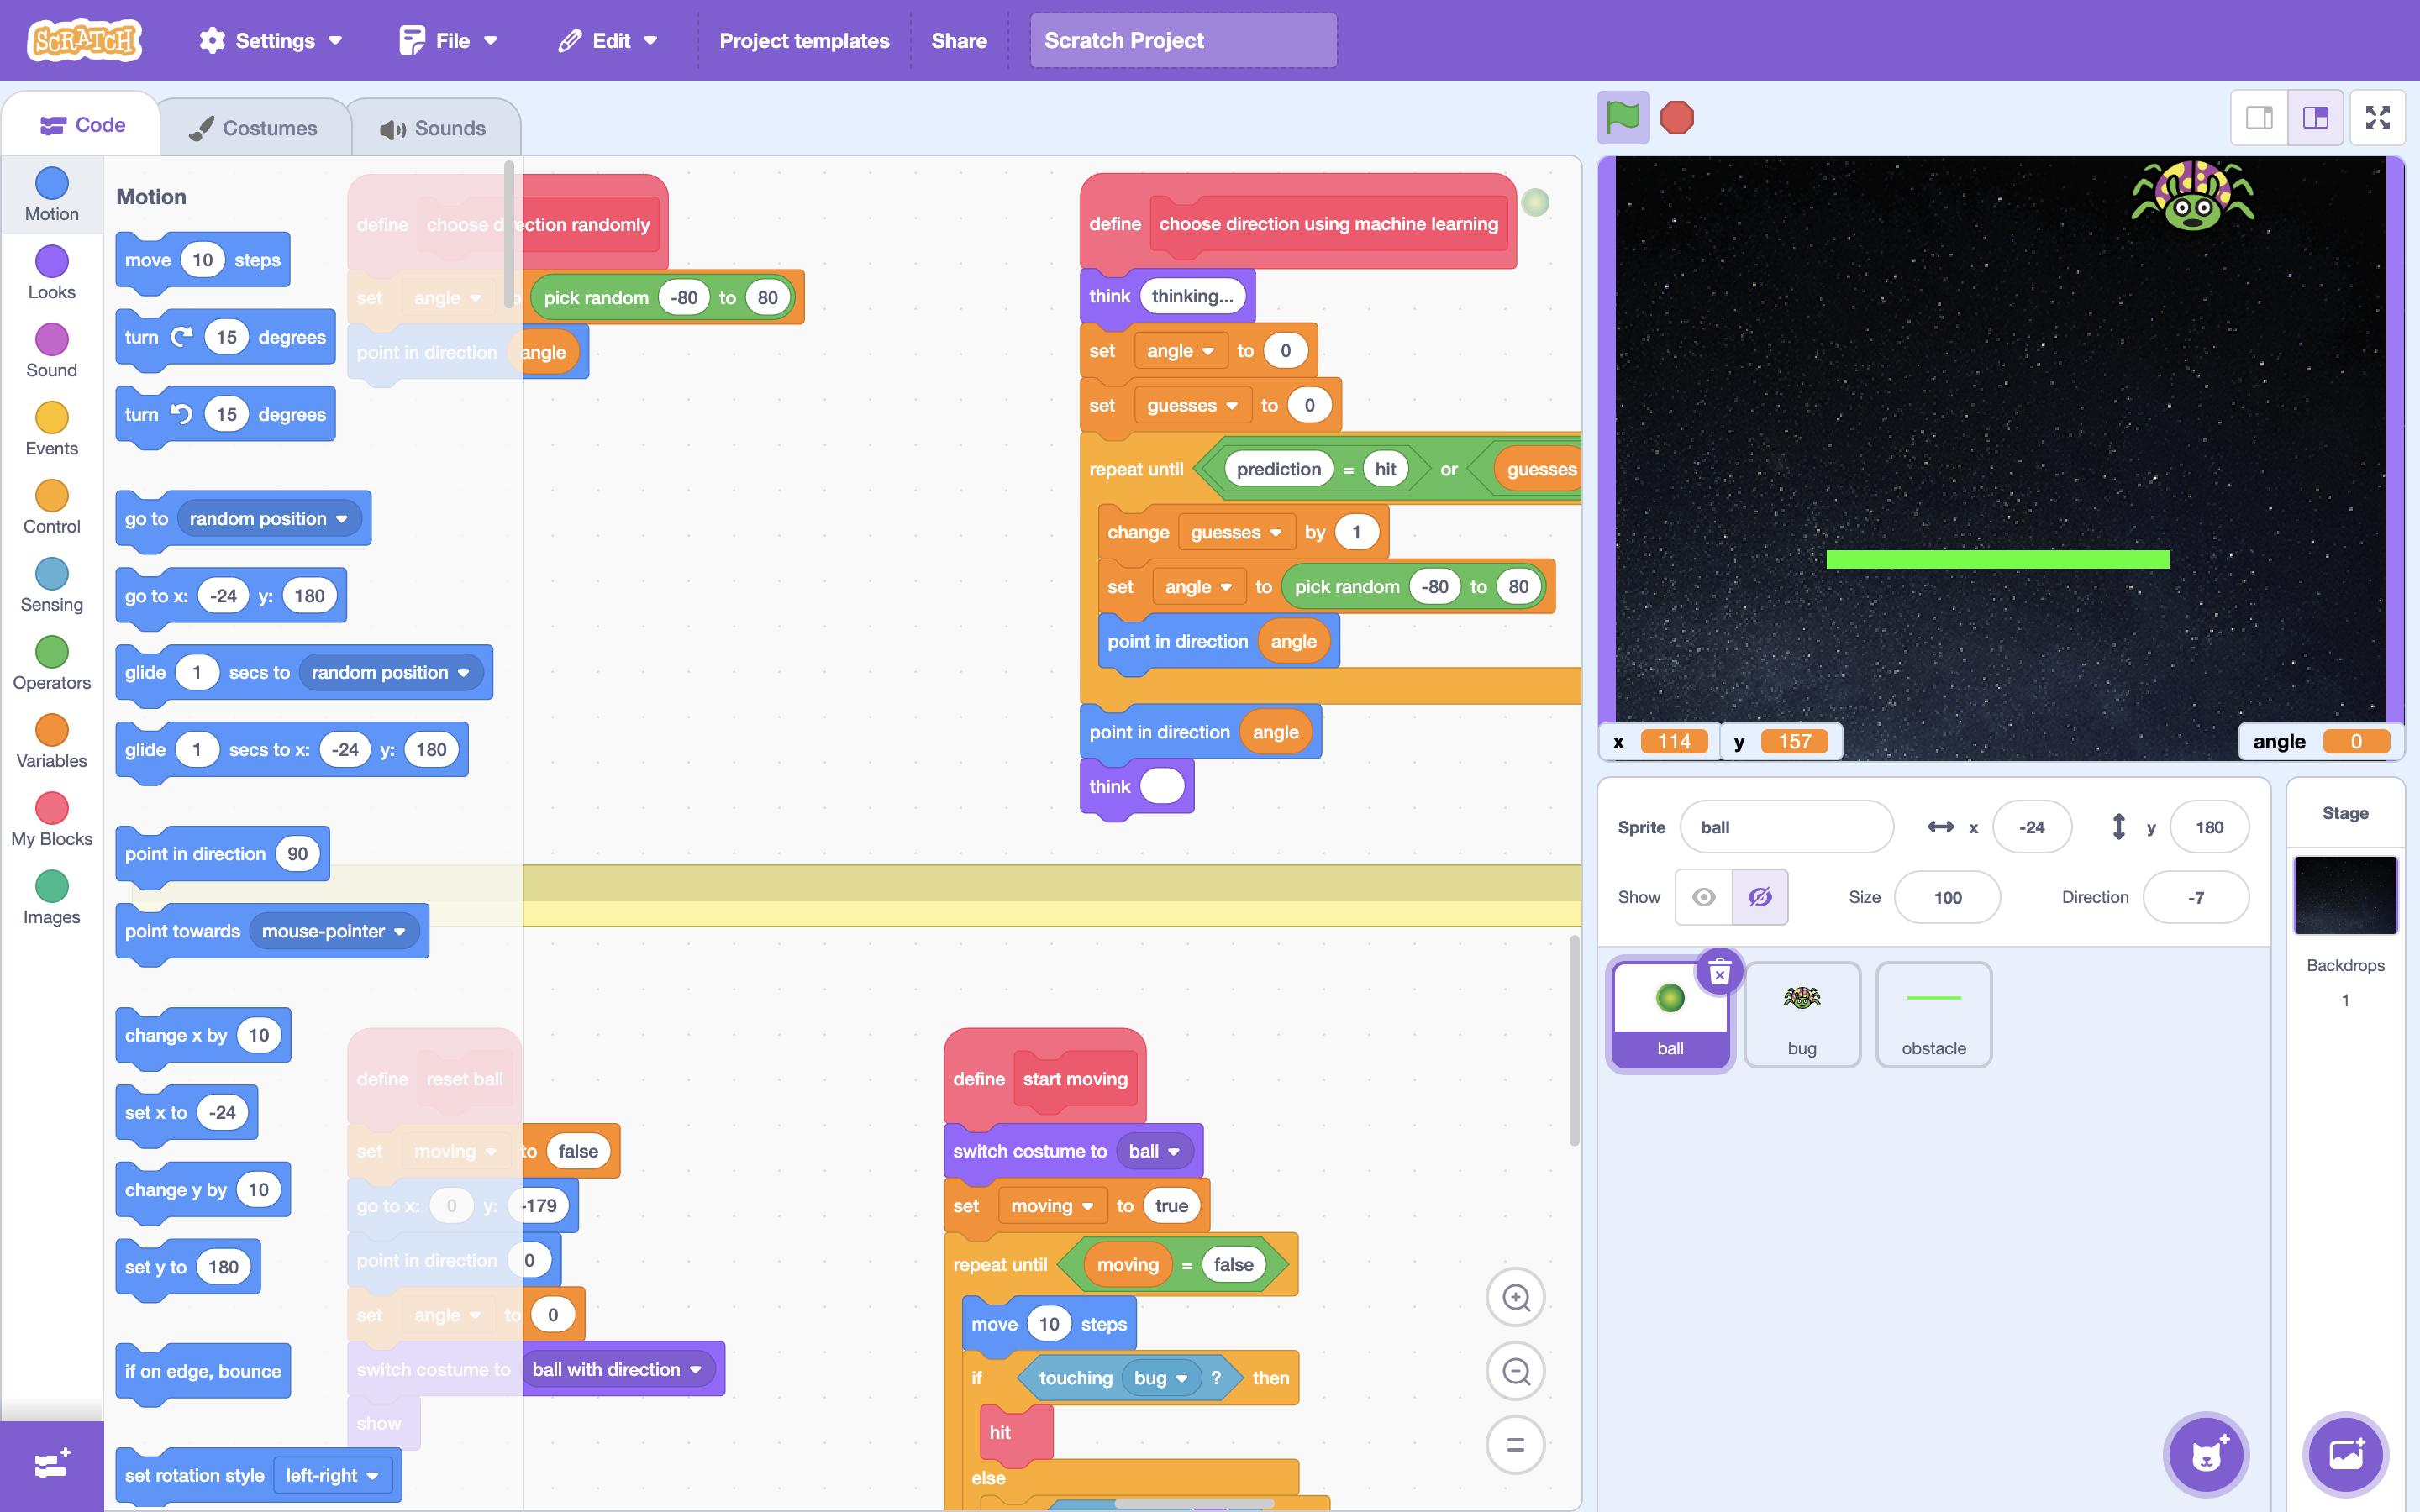 SCRATCH
Settings
File
Edit
Project templates
Share
Scratch Project
Code
Costumes
Sounds
Motion
Looks
Sound
Events
Control
Sensing
Operators
Variables
My Blocks
Images
Motion
move 10 steps
turn 15 degrees
turn 15 degrees
go to random position
go to x: -24 y: 180
glide 1 secs to random position
glide 1 secs to x: -24 y: 180
point in direction 90
point towards mouse-pointer
change x by 10
set x to -24
change y by 10
set y to 180
if on edge, bounce
set rotation style left-right
define choose direction randomly
set angle to pick random -80 to 80
point in direction angle
define choose direction using machine learning
think thinking...
set angle to 0
set guesses to 0
repeat until prediction = hit or guesses
change guesses by 1
set angle to pick random -80 to 80
point in direction angle
point in direction angle
think
define reset ball
set moving to false
go to x: 0 y: -179
point in direction 0
set angle to 0
switch costume to ball with direction
show
define start moving
switch costume to ball
set moving to true
repeat until moving = false
move 10 steps
if touching bug ? then
hit
else
x 114
y 157
angle 0
Sprite ball
x -24
y 180
Show
Size 100
Direction -7
ball
bug
obstacle
Stage
Backdrops
1